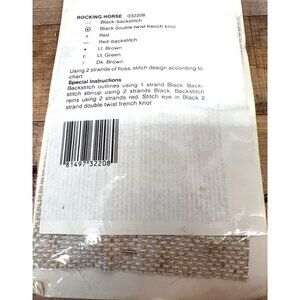 ROCKING HORSE 032208
— Black-backstitch
Black double twist french knot
x Red
— Red-backstitch
• Lt. Brown
c Lt. Green
/ Dk. Brown
Using 2 strands of floss, stitch design according to
chart.
Special Instructions
Backstitch outlines using 1 strand Black. Back-
stitch stirrup using 2 strands Black. Backstitch
reins using 2 strands red. Stitch eye in Black 2
strand double twist french knot
81497 32208